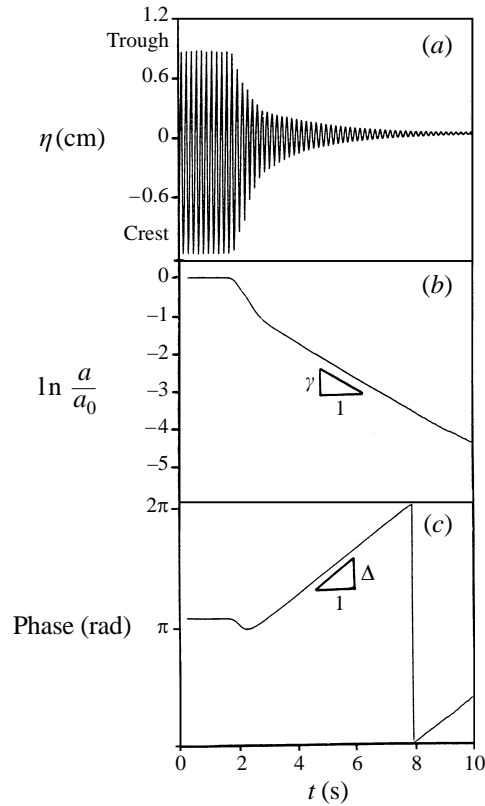 1.2
Trough
(a)
0.6
η (cm)
0
−0.6
Crest
0
(b)
−1
−2
ln a/a₀
γ
−3
1
−4
−5
2π
(c)
Δ
1
Phase (rad)
π
0 2 4 6 8 10
t (s)